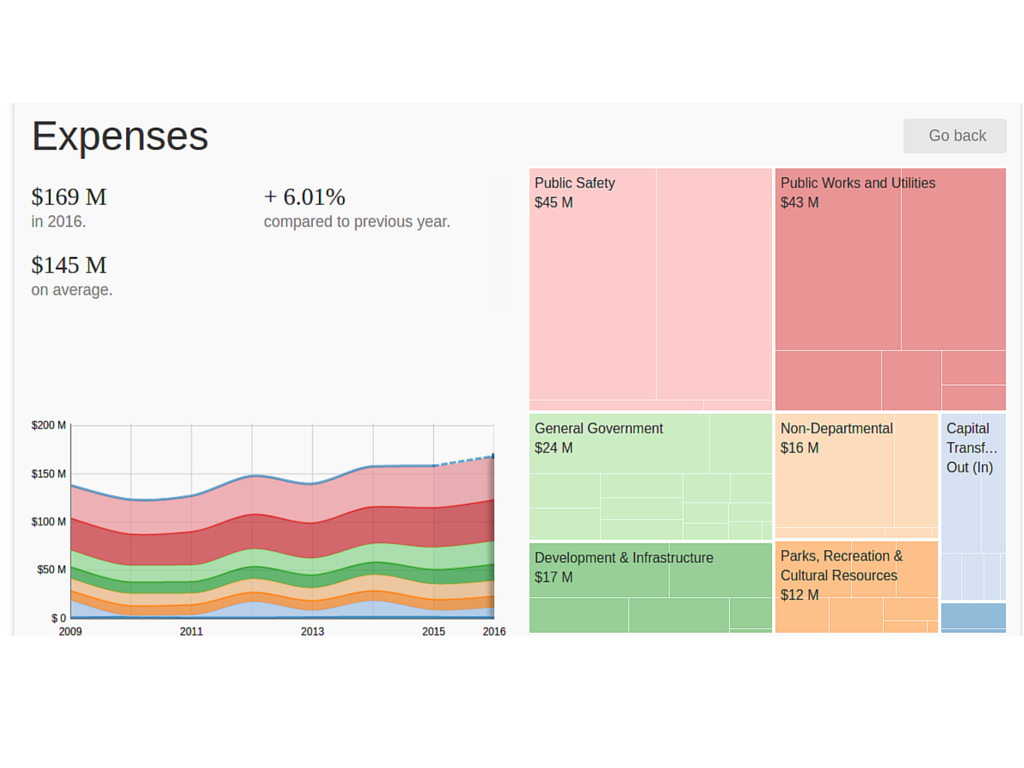 Expenses
Go back
$169 M
in 2016.
+ 6.01%
compared to previous year.
$145 M
on average.
$200 M
$150 M
$100 M
$50 M
$ 0
2009
2011
2013
2015
2016
Public Safety
$45 M
Public Works and Utilities
$43 M
General Government
$24 M
Non-Departmental
$16 M
Capital
Transf...
Out (In)
Development & Infrastructure
$17 M
Parks, Recreation &
Cultural Resources
$12 M